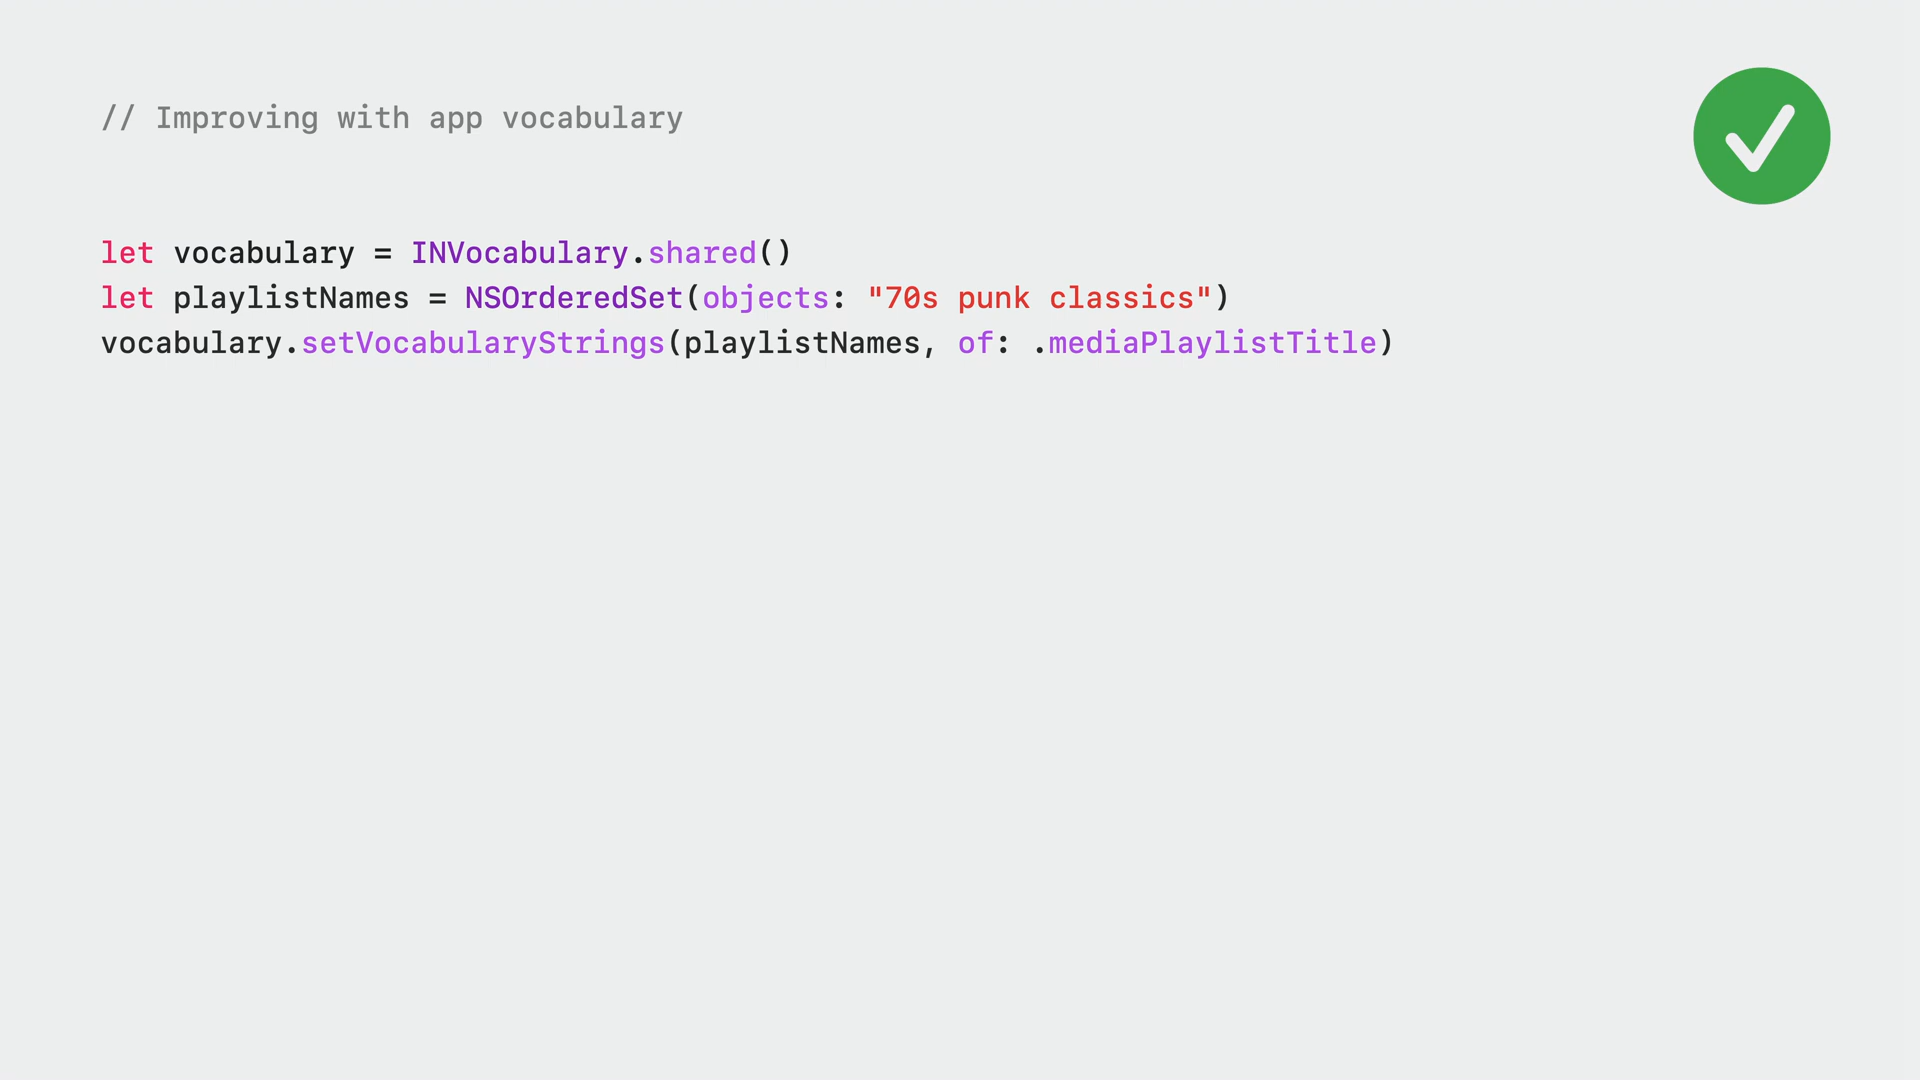 // Improving with app vocabulary
let vocabulary = INVocabulary.shared()
let playlistNames = NSOrderedSet(objects: "70s punk classics")
vocabulary.setVocabularyStrings(playlistNames, of: .mediaPlaylistTitle)